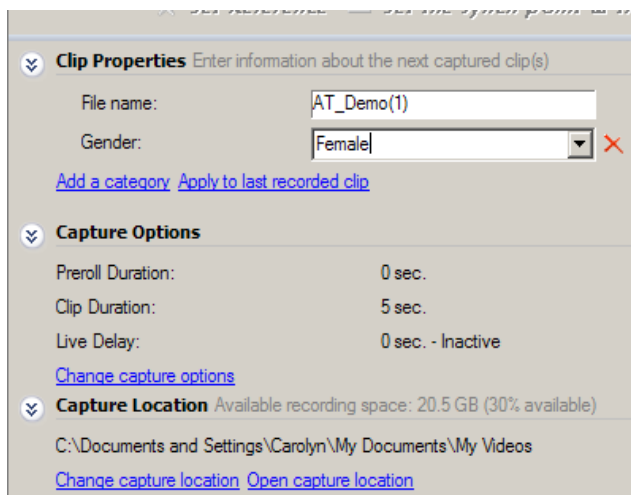 Clip Properties Enter information about the next captured clip(s)
File name: AT_Demo(1)
Gender: Female
Add a category Apply to last recorded clip
Capture Options
Preroll Duration: 0 sec.
Clip Duration: 5 sec.
Live Delay: 0 sec. - Inactive
Change capture options
Capture Location Available recording space: 20.5 GB (30% available)
C:\Documents and Settings\Carolyn\My Documents\My Videos
Change capture location Open capture location